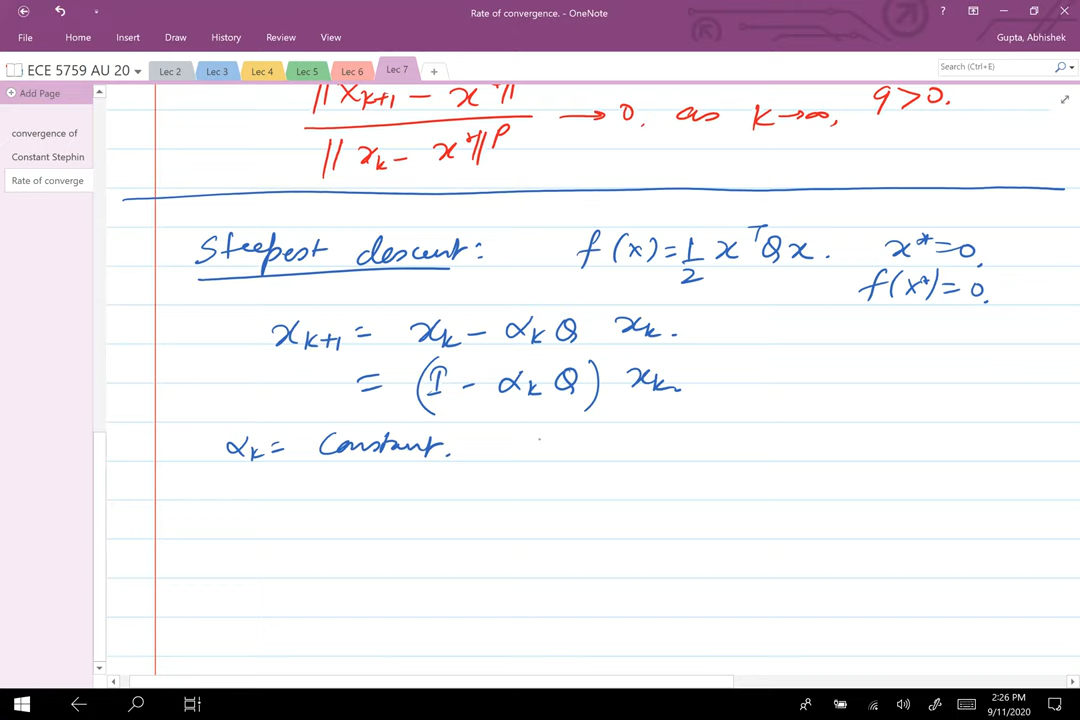 Rate of convergence. - OneNote
? Gupta, Abhishek
File Home Insert Draw History Review View
ECE 5759 AU 20 Lec 2 Lec 3 Lec 4 Lec 5 Lec 6 Lec 7 + Search (Ctrl+E)
Add Page
convergence of
Constant Stephin
Rate of converge
‖x_{k+1} - x*‖ / ‖x_k - x*‖^p → 0, as k→∞, q>0.
Steepest descent: f(x)=1/2 x^T Q x. x*=0.
f(x*)=0.
x_{k+1} = x_k - α_k Q x_k.
= (I - α_k Q) x_k.
α_k = Constant.
2:26 PM
9/11/2020